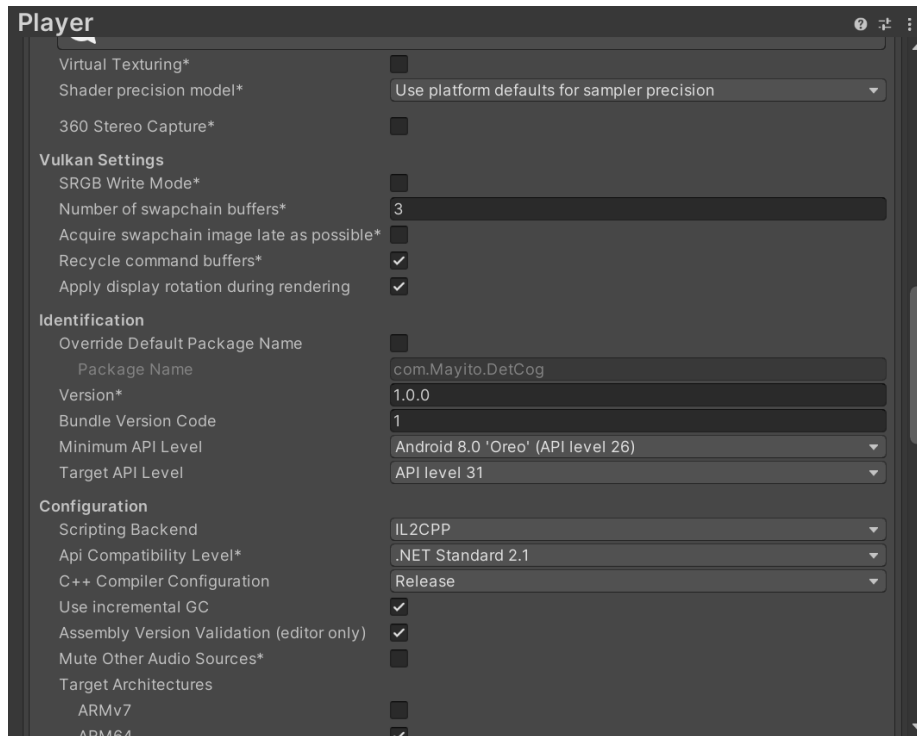 Player
Virtual Texturing*
Shader precision model* Use platform defaults for sampler precision
360 Stereo Capture*
Vulkan Settings
SRGB Write Mode*
Number of swapchain buffers* 3
Acquire swapchain image late as possible*
Recycle command buffers*
Apply display rotation during rendering
Identification
Override Default Package Name
Package Name com.Mayito.DetCog
Version* 1.0.0
Bundle Version Code 1
Minimum API Level Android 8.0 'Oreo' (API level 26)
Target API Level API level 31
Configuration
Scripting Backend IL2CPP
Api Compatibility Level* .NET Standard 2.1
C++ Compiler Configuration Release
Use incremental GC
Assembly Version Validation (editor only)
Mute Other Audio Sources*
Target Architectures
ARMv7
ARM64